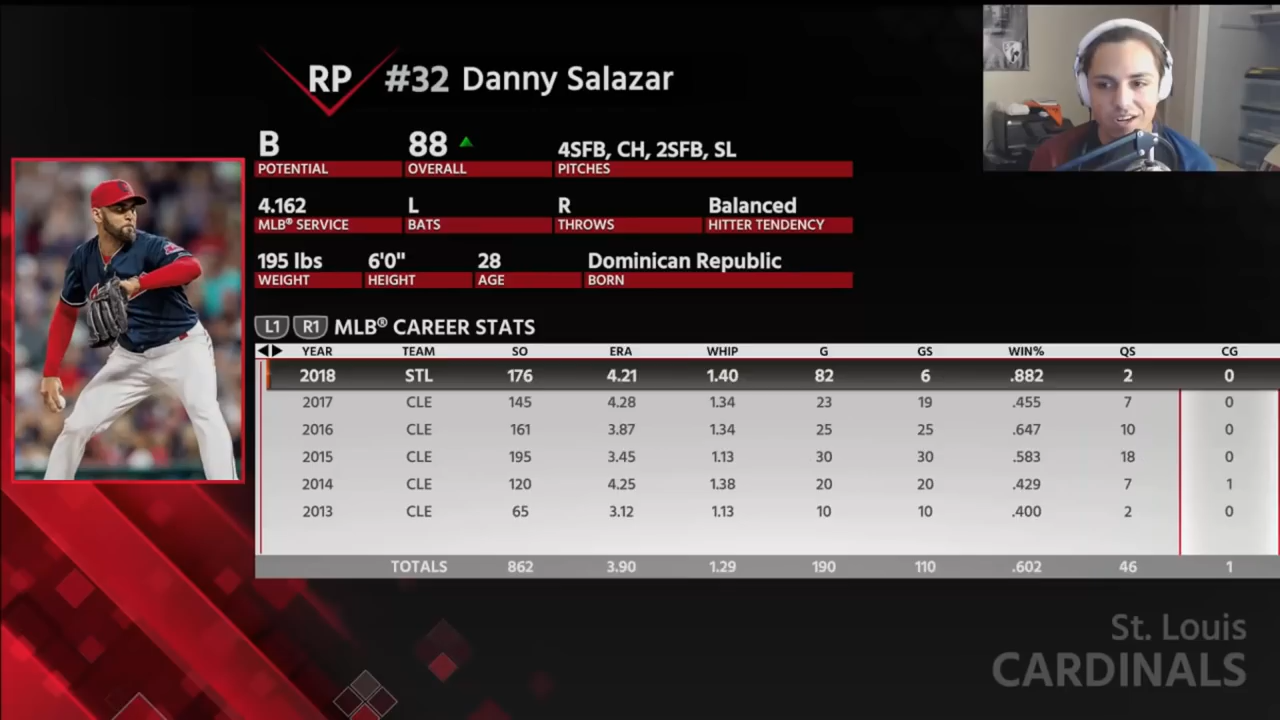 RP #32 Danny Salazar
B 88 4SFB, CH, 2SFB, SL
POTENTIAL OVERALL PITCHES
4.162 L R Balanced
MLB® SERVICE BATS THROWS HITTER TENDENCY
195 lbs 6'0" 28 Dominican Republic
WEIGHT HEIGHT AGE BORN
L1 R1 MLB® CAREER STATS
YEAR TEAM SO ERA WHIP G GS WIN% QS CG
2018 STL 176 4.21 1.40 82 6 .882 2 0
2017 CLE 145 4.28 1.34 23 19 .455 7 0
2016 CLE 161 3.87 1.34 25 25 .647 10 0
2015 CLE 195 3.45 1.13 30 30 .583 18 0
2014 CLE 120 4.25 1.38 20 20 .429 7 1
2013 CLE 65 3.12 1.13 10 10 .400 2 0
TOTALS 862 3.90 1.29 190 110 .602 46 1
St. Louis
CARDINALS